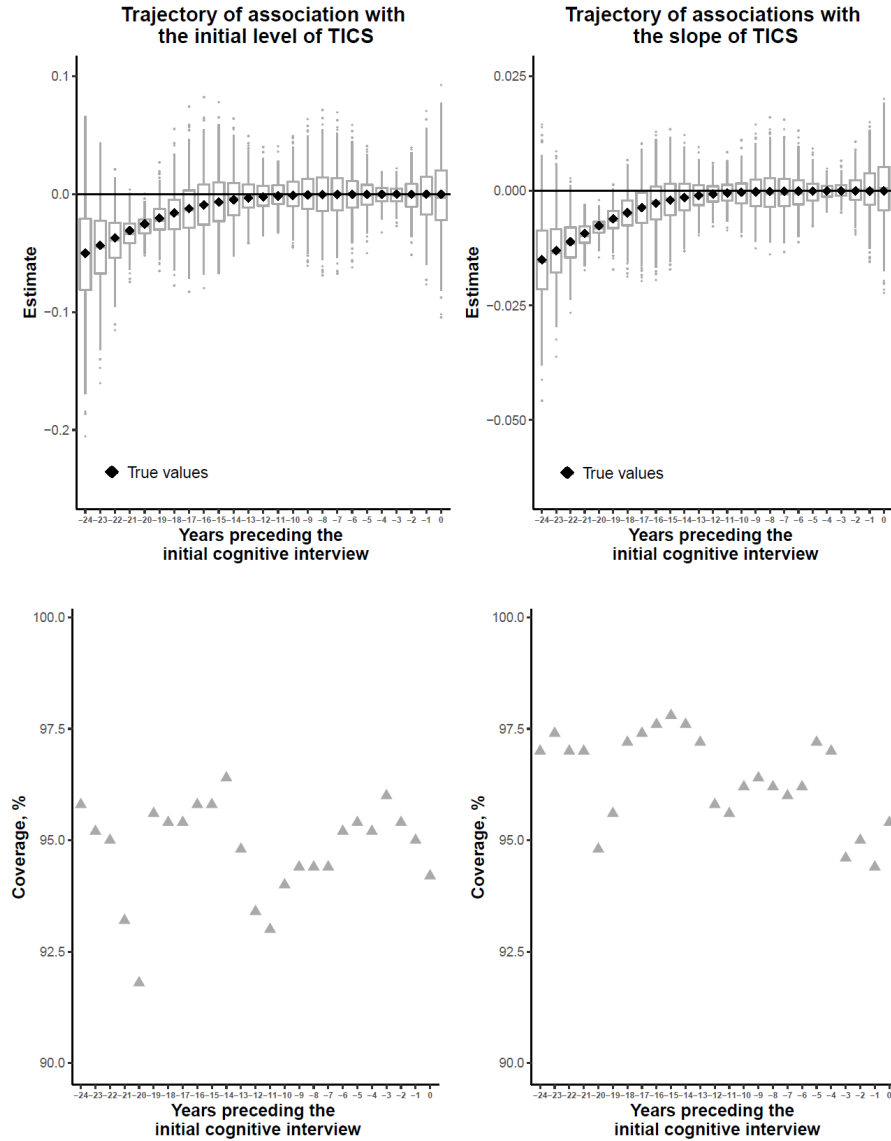 Trajectory of association with
the initial level of TICS
Estimate
0.1
0.0
−0.1
−0.2
True values
−24 −23 −22 −21 −20 −19 −18 −17 −16 −15 −14 −13 −12 −11 −10 −9 −8 −7 −6 −5 −4 −3 −2 −1 0
Years preceding the
initial cognitive interview
Trajectory of associations with
the slope of TICS
Estimate
0.025
0.000
−0.025
−0.050
True values
−24 −23 −22 −21 −20 −19 −18 −17 −16 −15 −14 −13 −12 −11 −10 −9 −8 −7 −6 −5 −4 −3 −2 −1 0
Years preceding the
initial cognitive interview
Coverage, %
100.0
97.5
95.0
92.5
90.0
−24 −23 −22 −21 −20 −19 −18 −17 −16 −15 −14 −13 −12 −11 −10 −9 −8 −7 −6 −5 −4 −3 −2 −1 0
Years preceding the
initial cognitive interview
Coverage, %
100.0
97.5
95.0
92.5
90.0
−24 −23 −22 −21 −20 −19 −18 −17 −16 −15 −14 −13 −12 −11 −10 −9 −8 −7 −6 −5 −4 −3 −2 −1 0
Years preceding the
initial cognitive interview